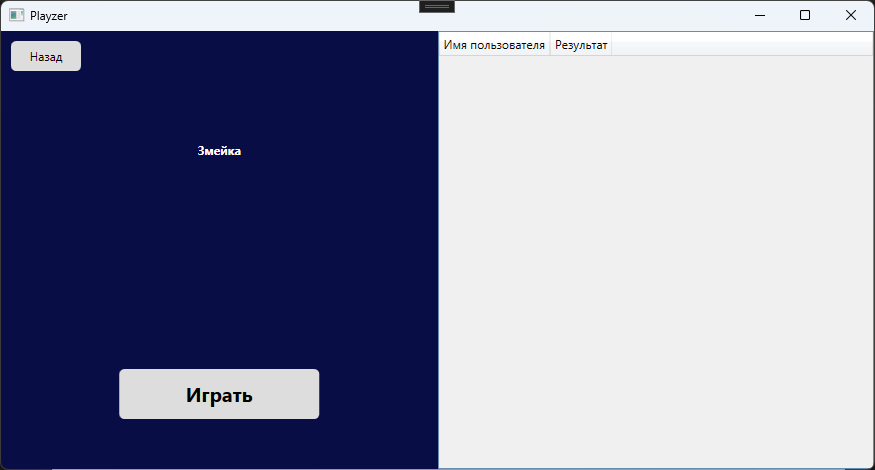 Playzer
Назад
Змейка
Играть
Имя пользователя Результат